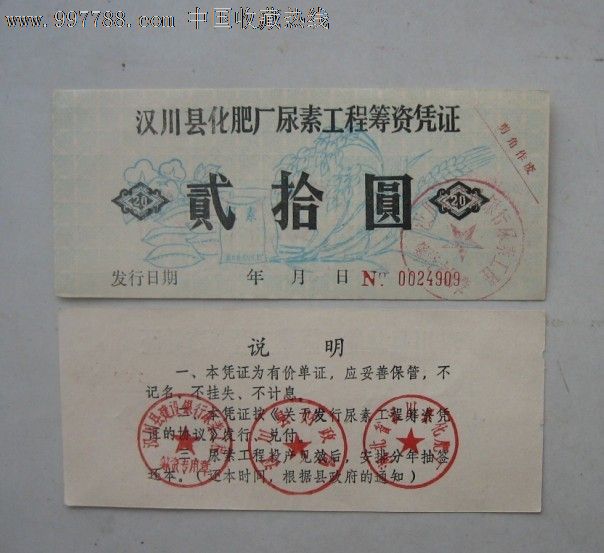 www.997788.com 中国收藏热线
汉川县化肥厂尿素工程筹资凭证
剪角作废
20
贰拾圆
20
素
发行日期 年 月 日 No 0024909
说明
一、本凭证为有价单证，应妥善保管，不
记名、不挂失、不计息。
二、本凭证按《关于发行尿素工程筹资凭
证的协议》发行、兑付。
三、尿素工程投产见效后，安排分年抽签
还本。（还本时间，根据县政府的通知）